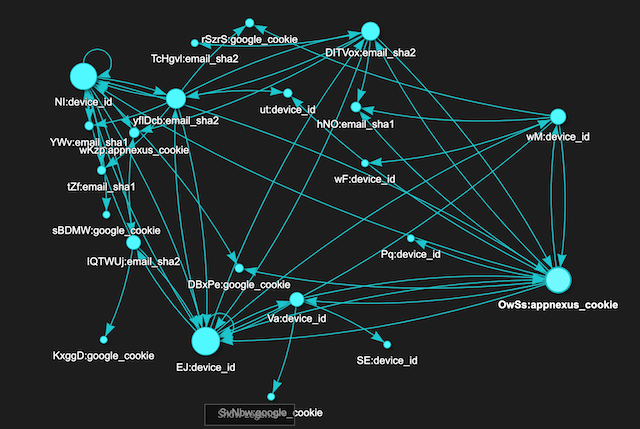 rSzrS:google_cookie
TcHgvl:email_sha2
DITVox:email_sha2
NI:device_id
ut:device_id
yfIDcb:email_sha2
hNO:email_sha1
wM:device_id
YWv:email_sha1
wKzp:appnexus_cookie
wF:device_id
tZf:email_sha1
sBDMW:google_cookie
Pq:device_id
IQTWUj:email_sha2
DBxPe:google_cookie
OwSs:appnexus_cookie
Va:device_id
KxggD:google_cookie
EJ:device_id
SE:device_id
SxNbw:google_cookie